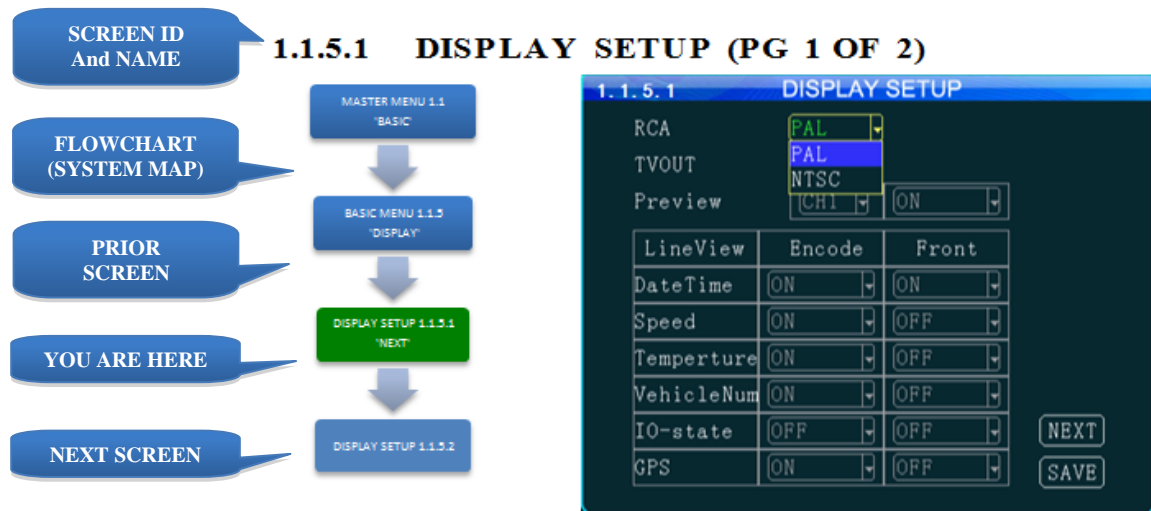 SCREEN ID
And NAME
1.1.5.1 DISPLAY SETUP (PG 1 OF 2)
FLOWCHART
(SYSTEM MAP)
PRIOR
SCREEN
YOU ARE HERE
NEXT SCREEN
MASTER MENU 1.1
"BASIC"
BASIC MENU 1.1.5
"DISPLAY"
DISPLAY SETUP 1.1.5.1
"NEXT"
DISPLAY SETUP 1.1.5.2
1.1.5.1 DISPLAY SETUP
RCA PAL
PAL
TVOUT
NTSC
Preview CH1 ON
LineView Encode Front
DateTime ON ON
Speed ON OFF
Temperture ON OFF
VehicleNum ON OFF
IO-state OFF OFF
GPS ON OFF
NEXT
SAVE